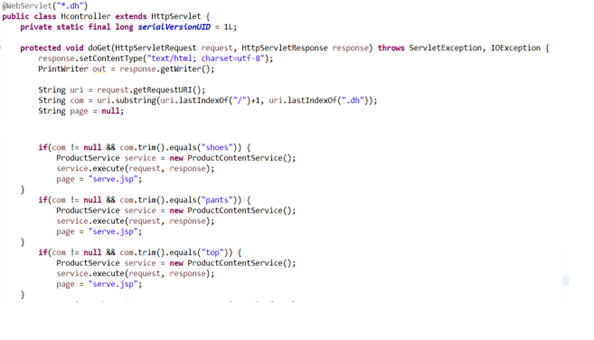 @WebServlet("*.dh")
public class Hcontroller extends HttpServlet {
    private static final long serialVersionUID = 1L;
    protected void doGet(HttpServletRequest request, HttpServletResponse response) throws ServletException, IOException {
        response.setContentType("text/html; charset=utf-8");
        PrintWriter out = response.getWriter();
        String uri = request.getRequestURI();
        String com = uri.substring(uri.lastIndexOf("/")+1, uri.lastIndexOf(".dh"));
        String page = null;
        if(com != null && com.trim().equals("shoes")) {
            ProductService service = new ProductContentService();
            service.execute(request, response);
            page = "serve.jsp";
    }
        if(com != null && com.trim().equals("pants")) {
            ProductService service = new ProductContentService();
            service.execute(request, response);
            page = "serve.jsp";
    }
        if(com != null && com.trim().equals("top")) {
            ProductService service = new ProductContentService();
            service.execute(request, response);
            page = "serve.jsp";
    }